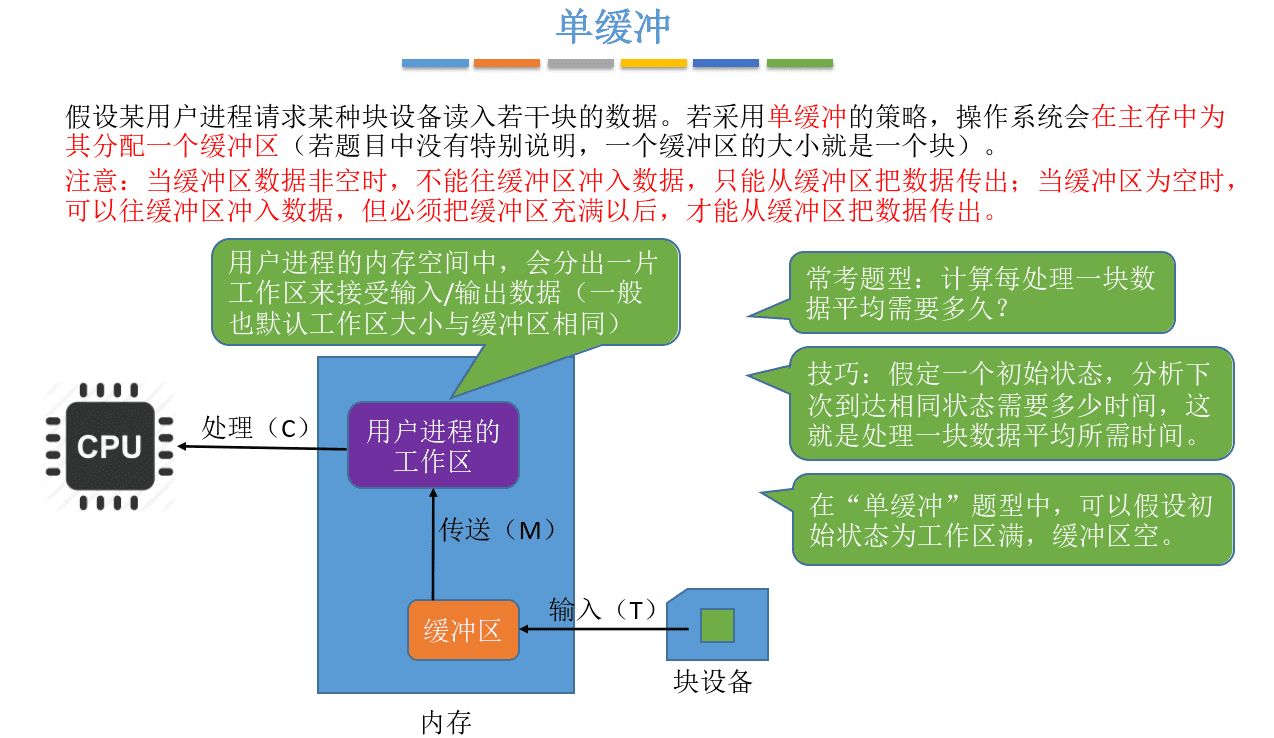 单缓冲
假设某用户进程请求某种块设备读入若干块的数据。若采用单缓冲的策略，操作系统会在主存中为
其分配一个缓冲区（若题目中没有特别说明，一个缓冲区的大小就是一个块）。
注意：当缓冲区数据非空时，不能往缓冲区冲入数据，只能从缓冲区把数据传出；当缓冲区为空时，
可以往缓冲区冲入数据，但必须把缓冲区充满以后，才能从缓冲区把数据传出。
用户进程的内存空间中，会分出一片
工作区来接受输入/输出数据（一般
也默认工作区大小与缓冲区相同）
常考题型：计算每处理一块数
据平均需要多久？
技巧：假定一个初始状态，分析下
次到达相同状态需要多少时间，这
就是处理一块数据平均所需时间。
在“单缓冲”题型中，可以假设初
始状态为工作区满，缓冲区空。
CPU
处理（C）
用户进程的
工作区
传送（M）
缓冲区
输入（T）
块设备
内存